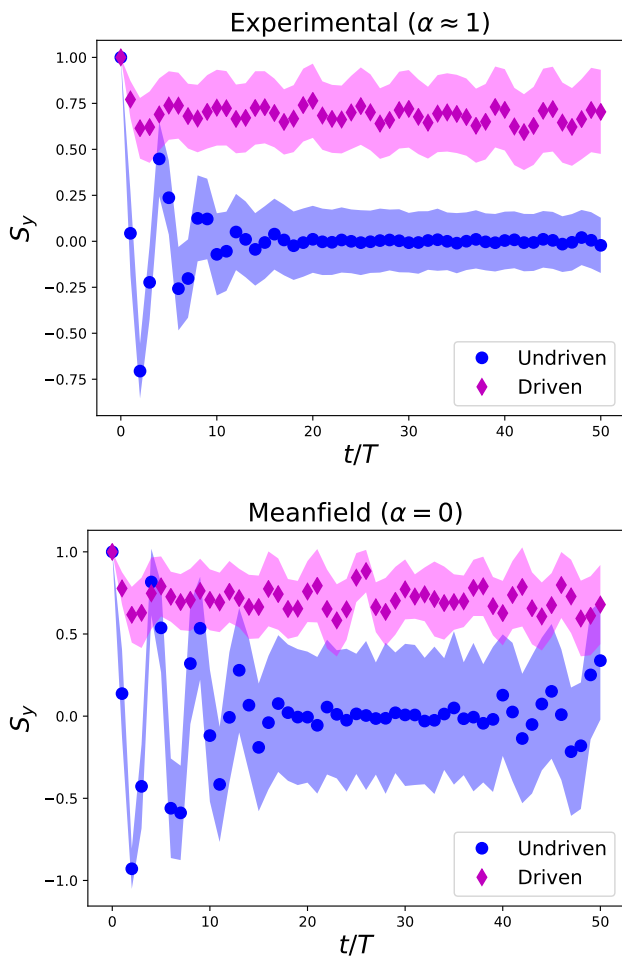 Experimental (α ≈ 1)
1.00
0.75
0.50
0.25
0.00
−0.25
−0.50
−0.75
S_y
Undriven
Driven
0 10 20 30 40 50
t/T
Meanfield (α = 0)
1.0
0.5
0.0
−0.5
−1.0
S_y
Undriven
Driven
0 10 20 30 40 50
t/T